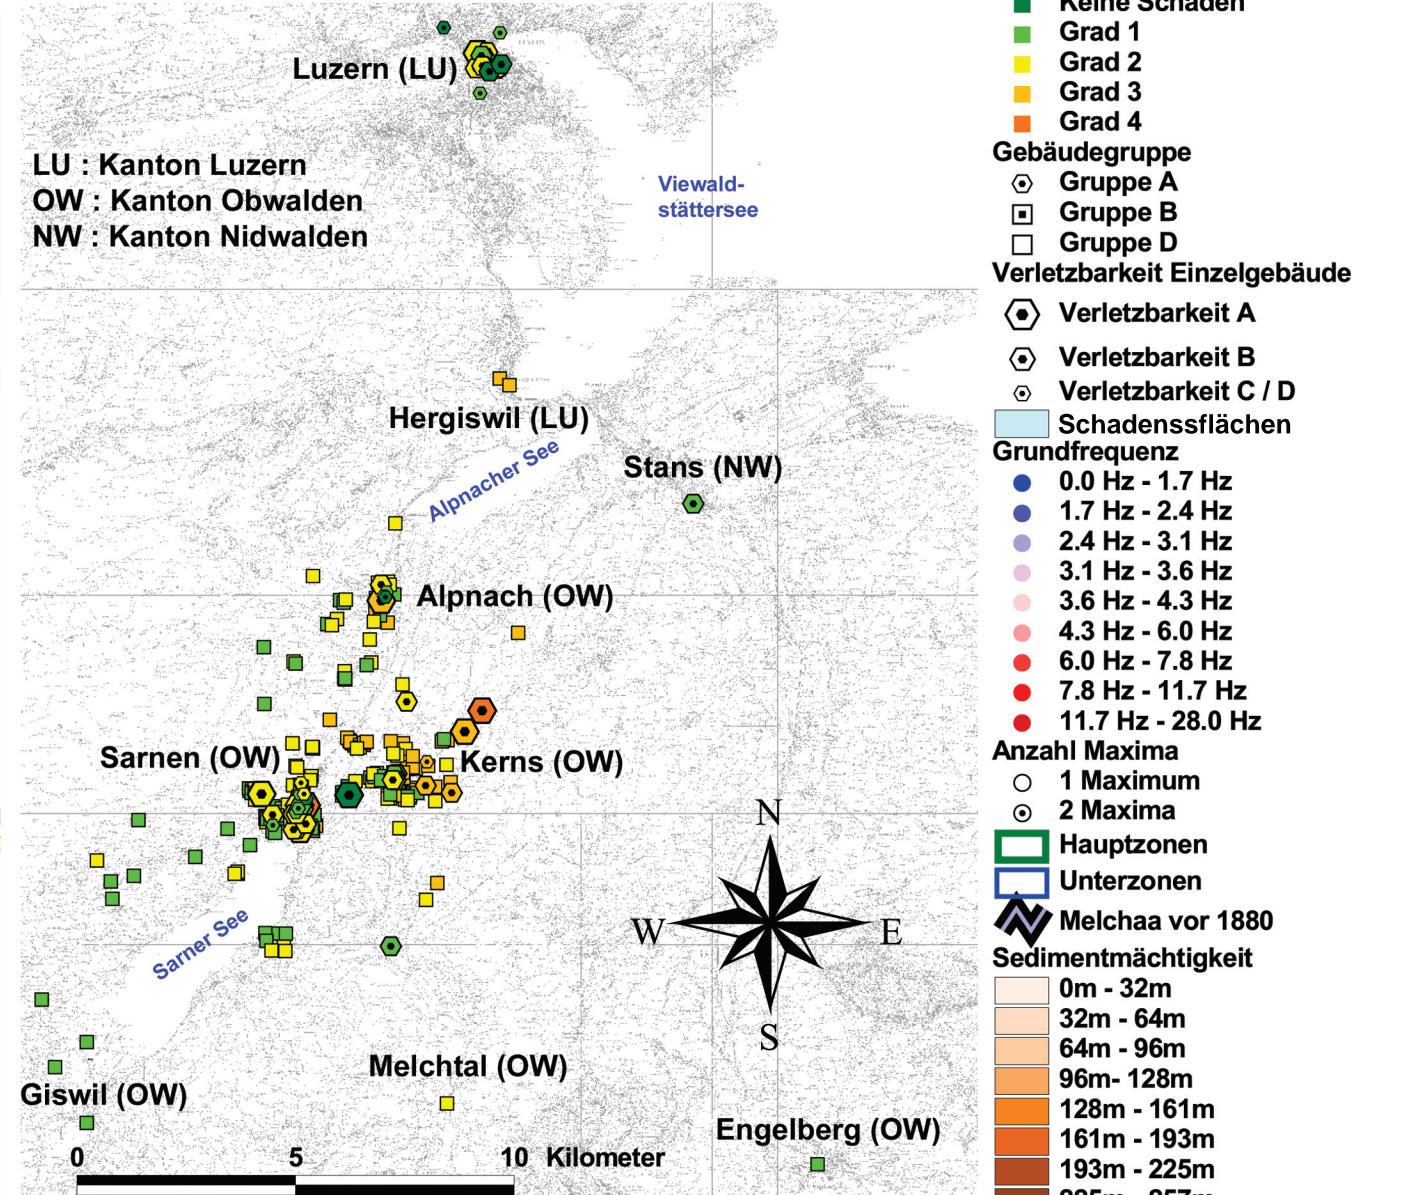 Keine Schäden
Grad 1
Grad 2
Grad 3
Grad 4
Gebäudegruppe
Gruppe A
Gruppe B
Gruppe D
Verletzbarkeit Einzelgebäude
Verletzbarkeit A
Verletzbarkeit B
Verletzbarkeit C / D
Schadenssflächen
Grundfrequenz
0.0 Hz - 1.7 Hz
1.7 Hz - 2.4 Hz
2.4 Hz - 3.1 Hz
3.1 Hz - 3.6 Hz
3.6 Hz - 4.3 Hz
4.3 Hz - 6.0 Hz
6.0 Hz - 7.8 Hz
7.8 Hz - 11.7 Hz
11.7 Hz - 28.0 Hz
Anzahl Maxima
1 Maximum
2 Maxima
Hauptzonen
Unterzonen
Melchaa vor 1880
Sedimentmächtigkeit
0m - 32m
32m - 64m
64m - 96m
96m- 128m
128m - 161m
161m - 193m
193m - 225m
225m - 257m
Luzern (LU)
LU : Kanton Luzern
OW : Kanton Obwalden
NW : Kanton Nidwalden
Viewald-
stättersee
Hergiswil (LU)
Alpnacher See
Stans (NW)
Alpnach (OW)
Sarnen (OW)
Kerns (OW)
Sarner See
N
W
E
S
Melchtal (OW)
Giswil (OW)
Engelberg (OW)
0 5 10 Kilometer